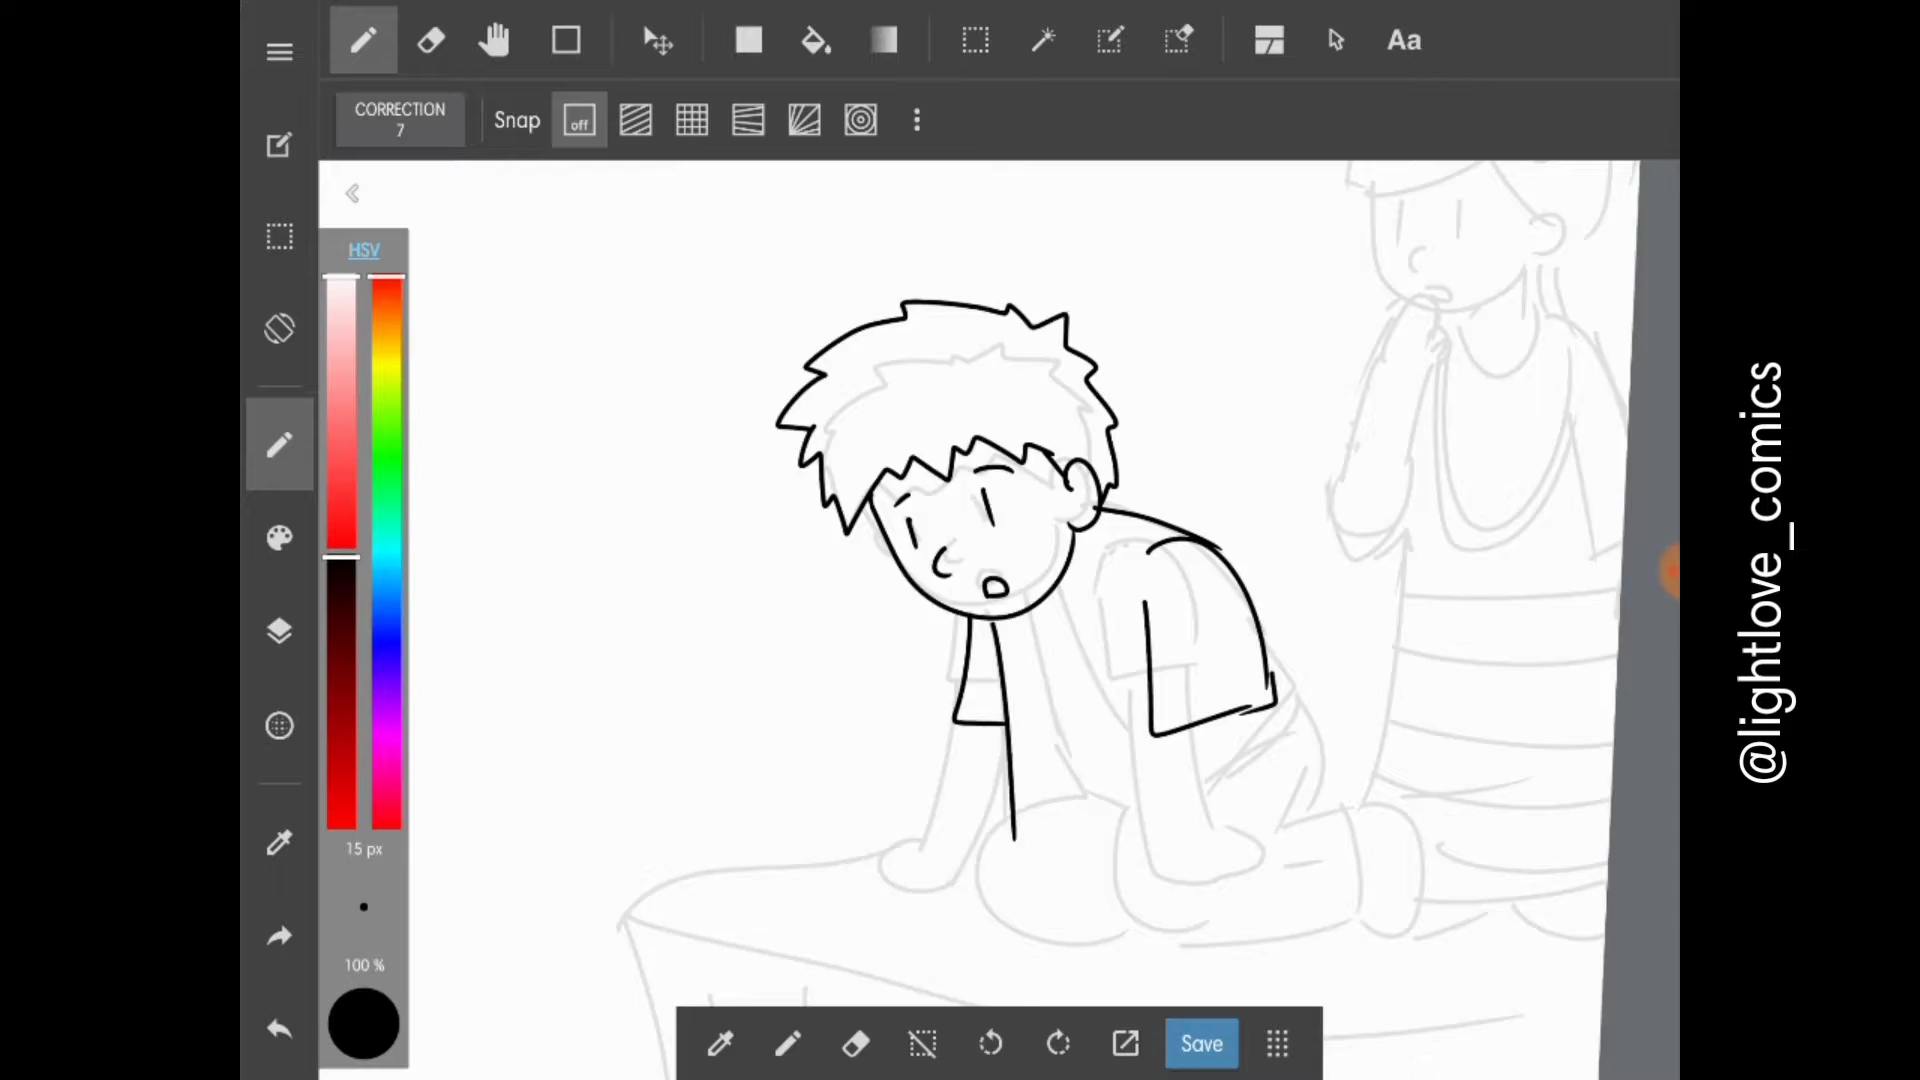 Aa
CORRECTION
7
Snap
off
HSV
15 px
100 %
Save
@lightlove_comics